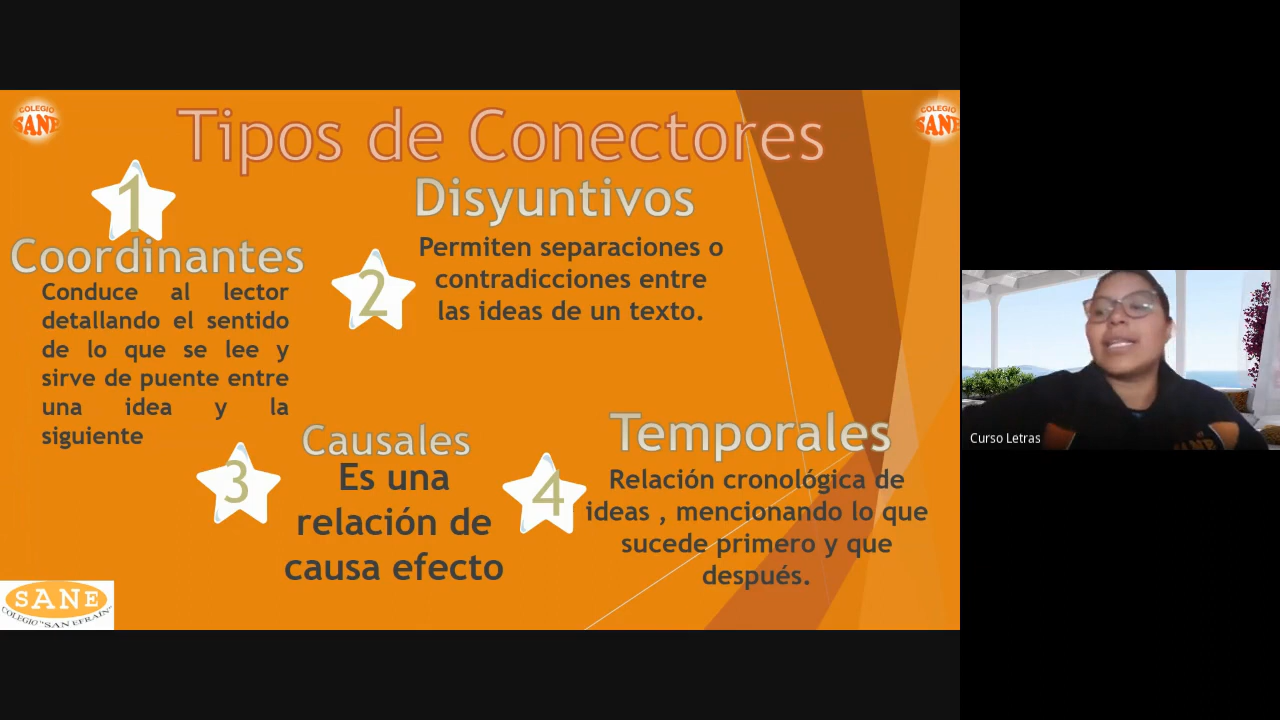 COLEGIO
SANE
COLEGIO
SANE
Tipos de Conectores
1
Coordinantes
Conduce al lector
detallando el sentido
de lo que se lee y
sirve de puente entre
una idea y la
siguiente
2
Disyuntivos
Permiten separaciones o
contradicciones entre
las ideas de un texto.
3
Causales
Es una
relación de
causa efecto
4
Temporales
Relación cronológica de
ideas , mencionando lo que
sucede primero y que
después.
SANE
COLEGIO "SAN EFRAIN"
SANE
Curso Letras